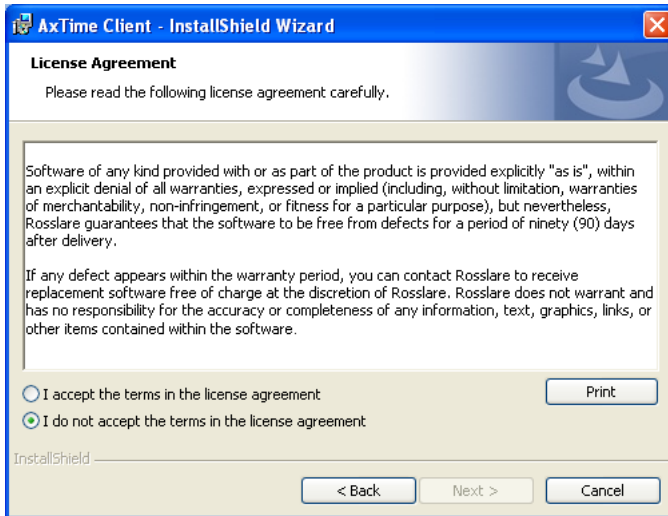 AxTime Client - InstallShield Wizard
License Agreement
Please read the following license agreement carefully.
Software of any kind provided with or as part of the product is provided explicitly "as is", within
an explicit denial of all warranties, expressed or implied (including, without limitation, warranties
of merchantability, non-infringement, or fitness for a particular purpose), but nevertheless,
Rosslare guarantees that the software to be free from defects for a period of ninety (90) days
after delivery.
If any defect appears within the warranty period, you can contact Rosslare to receive
replacement software free of charge at the discretion of Rosslare. Rosslare does not warrant and
has no responsibility for the accuracy or completeness of any information, text, graphics, links, or
other items contained within the software.
I accept the terms in the license agreement
Print
I do not accept the terms in the license agreement
InstallShield
< Back Next > Cancel